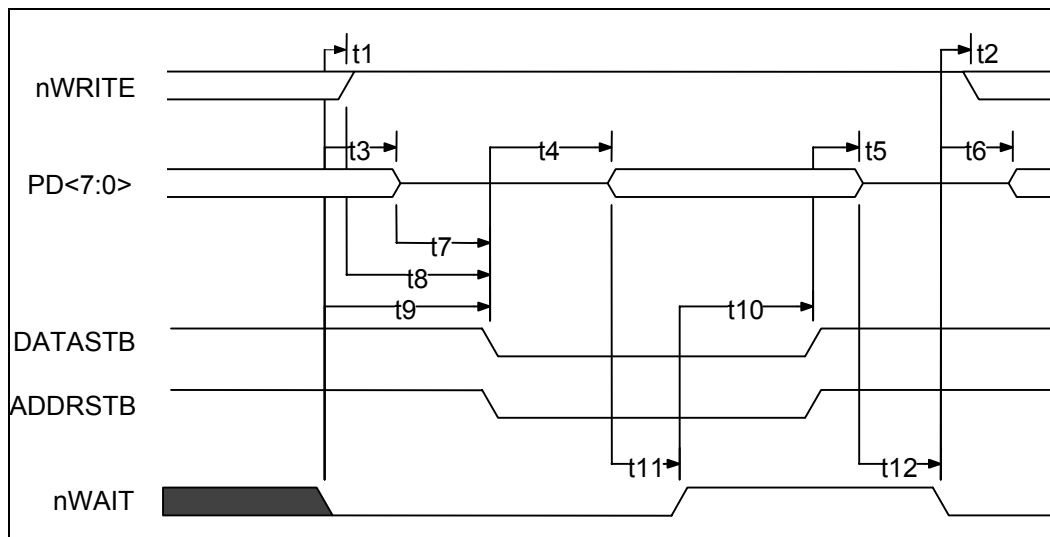 t1 t2
nWRITE
t3 t4 t5 t6
PD<7:0>
t7
t8
t9 t10
DATASTB
ADDRSTB
t11 t12
nWAIT